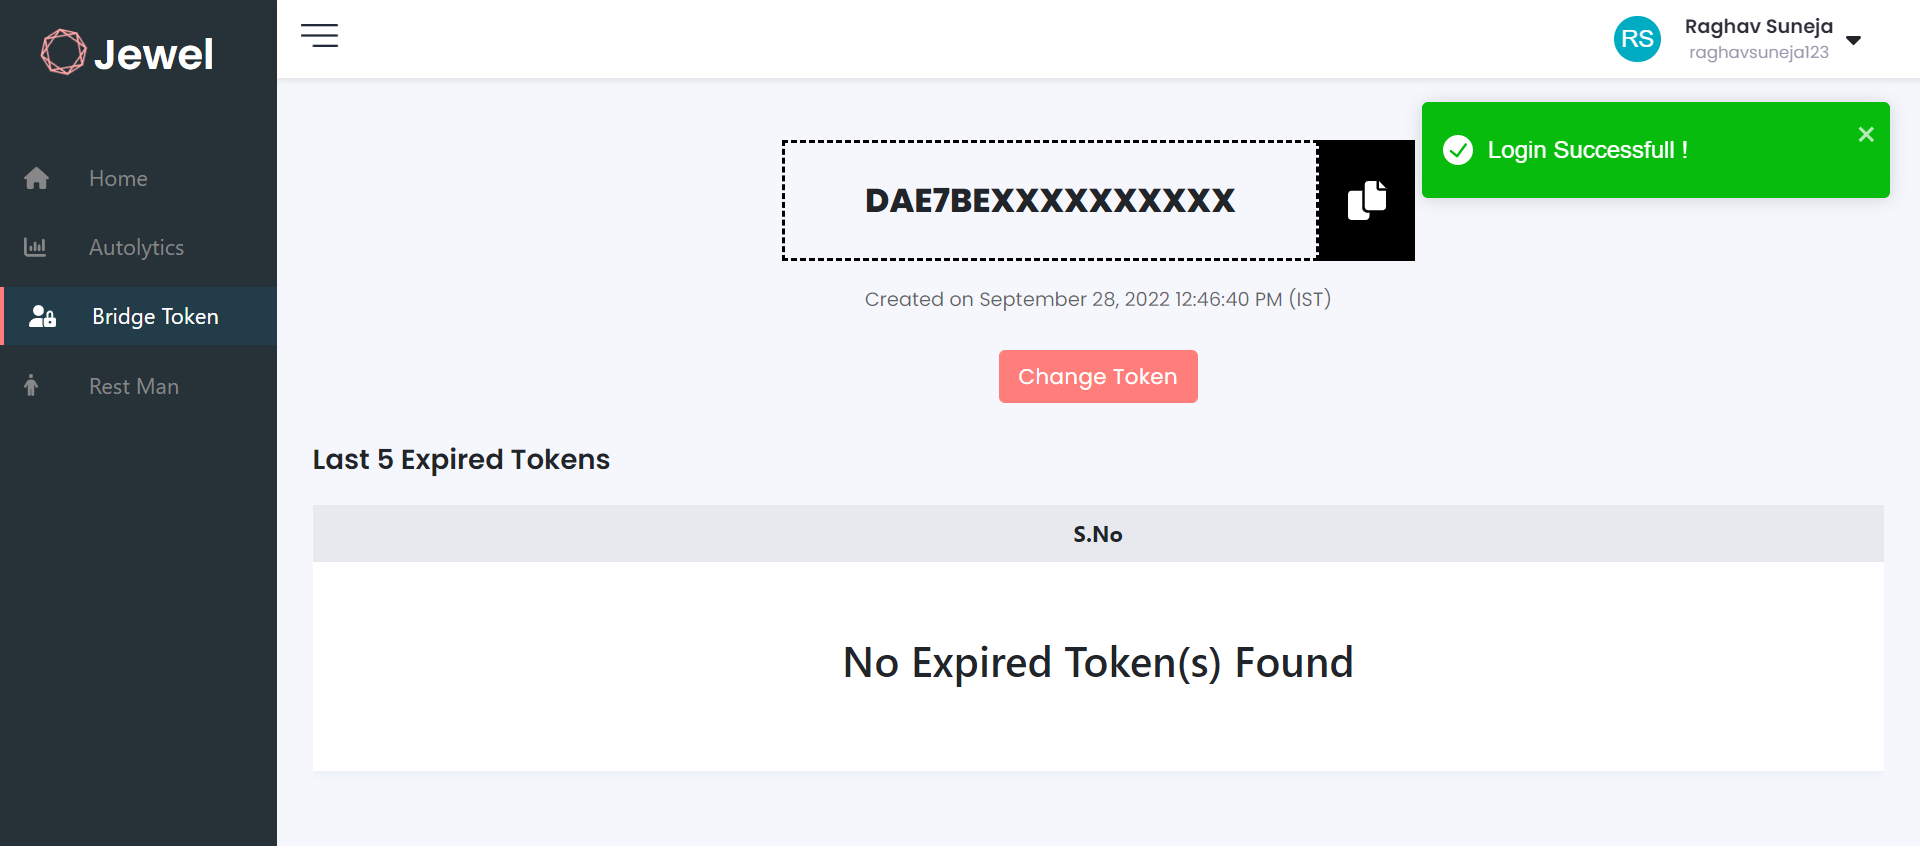 Jewel
Home
Autolytics
Bridge Token
Rest Man
RS
Raghav Suneja
raghavsuneja123
Login Successfull !
DAE7BEXXXXXXXXXX
Created on September 28, 2022 12:46:40 PM (IST)
Change Token
Last 5 Expired Tokens
S.No
No Expired Token(s) Found